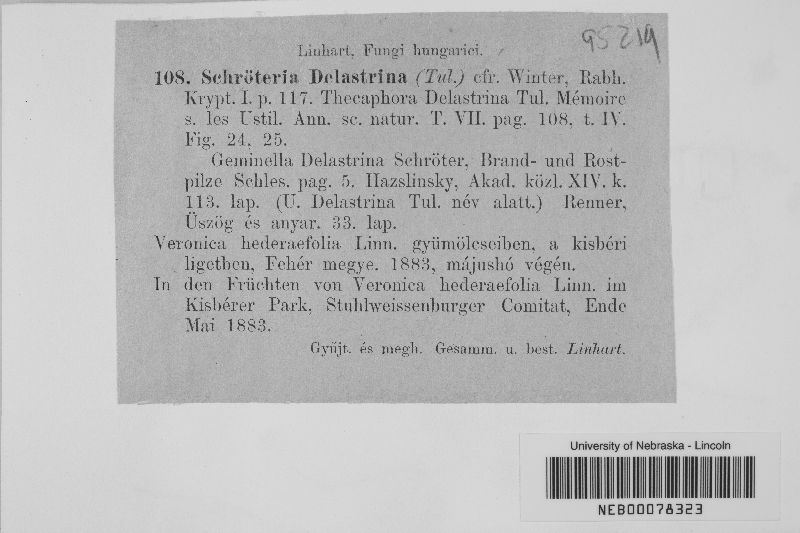 95219
Linhart, Fungi hungarici.
108. Schröteria Delastrina (Tul.) cfr. Winter, Rabh.
Krypt. I. p. 117. Thecaphora Delastrina Tul. Mémoire
s. les Ustil. Ann. sc. natur. T. VII. pag. 108, t. IV.
Fig. 24, 25.
Geminella Delastrina Schröter, Brand- und Rost-
pilze Schles. pag. 5. Hazslinsky, Akad. közl. XIV. k.
113. lap. (U. Delastrina Tul. név alatt.) Renner,
Üszög és anyar. 33. lap.
Veronica hederaefolia Linn. gyümölcseiben, a kisbéri
ligetben, Fehér megye. 1883, májushó végén.
In den Früchten von Veronica hederaefolia Linn. im
Kisbérer Park, Stuhlweissenburger Comitat, Ende
Mai 1883.
Gyűjt. és megh. Gesamm. u. best. Linhart.
University of Nebraska - Lincoln
NEB00078323